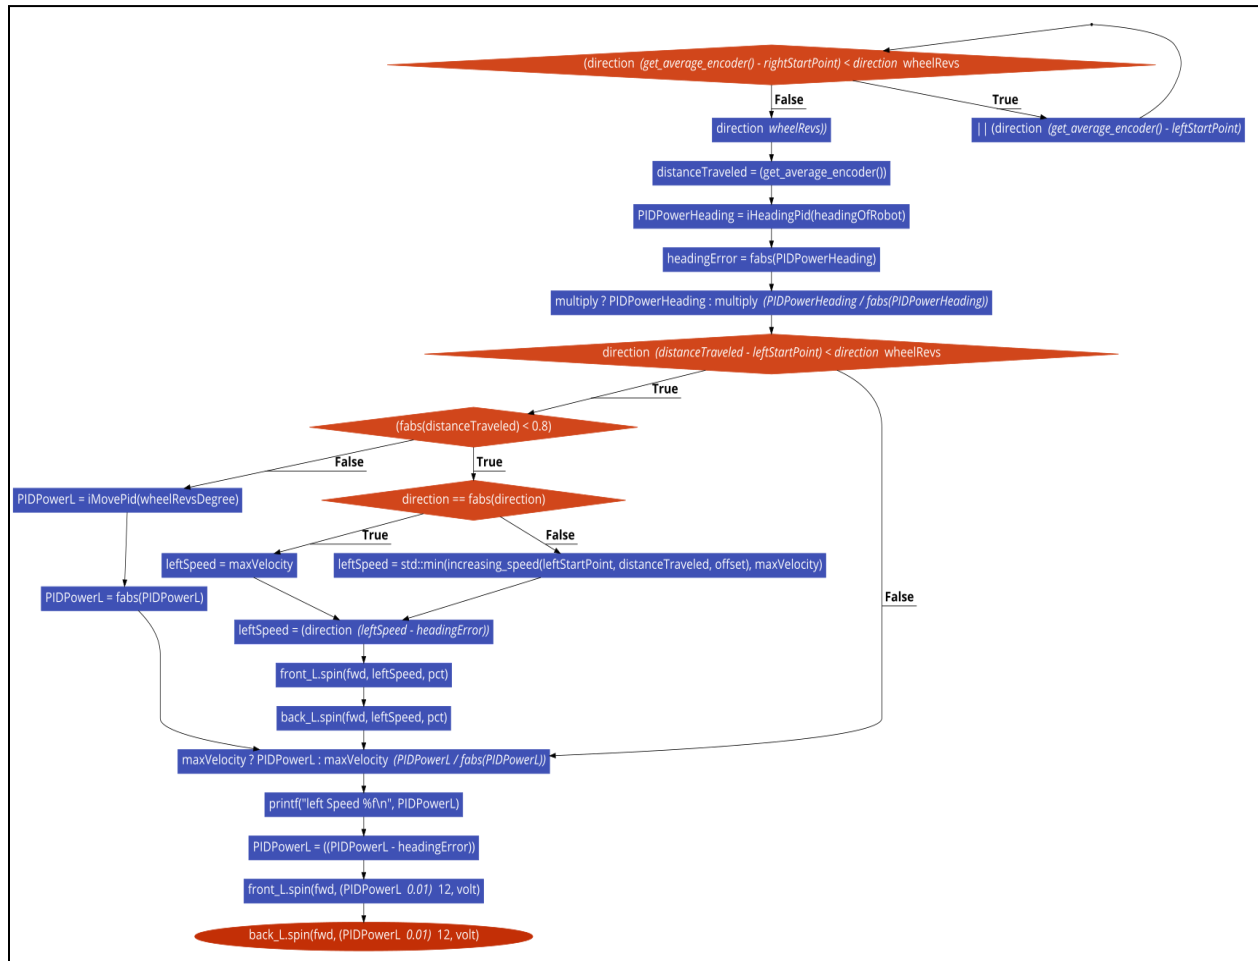 (direction (get_average_encoder() - rightStartPoint) < direction wheelRevs
False
True
direction wheelRevs))
|| (direction (get_average_encoder() - leftStartPoint)
distanceTraveled = (get_average_encoder())
PIDPowerHeading = iHeadingPid(headingOfRobot)
headingError = fabs(PIDPowerHeading)
multiply ? PIDPowerHeading : multiply (PIDPowerHeading / fabs(PIDPowerHeading))
direction (distanceTraveled - leftStartPoint) < direction wheelRevs
True
(fabs(distanceTraveled) < 0.8)
False
True
PIDPowerL = iMovePid(wheelRevsDegree)
direction == fabs(direction)
True
False
leftSpeed = maxVelocity
leftSpeed = std::min(increasing_speed(leftStartPoint, distanceTraveled, offset), maxVelocity)
PIDPowerL = fabs(PIDPowerL)
False
leftSpeed = (direction (leftSpeed - headingError))
front_L.spin(fwd, leftSpeed, pct)
back_L.spin(fwd, leftSpeed, pct)
maxVelocity ? PIDPowerL : maxVelocity (PIDPowerL / fabs(PIDPowerL))
printf("left Speed %f\n", PIDPowerL)
PIDPowerL = ((PIDPowerL - headingError))
front_L.spin(fwd, (PIDPowerL 0.01) 12, volt)
back_L.spin(fwd, (PIDPowerL 0.01) 12, volt)